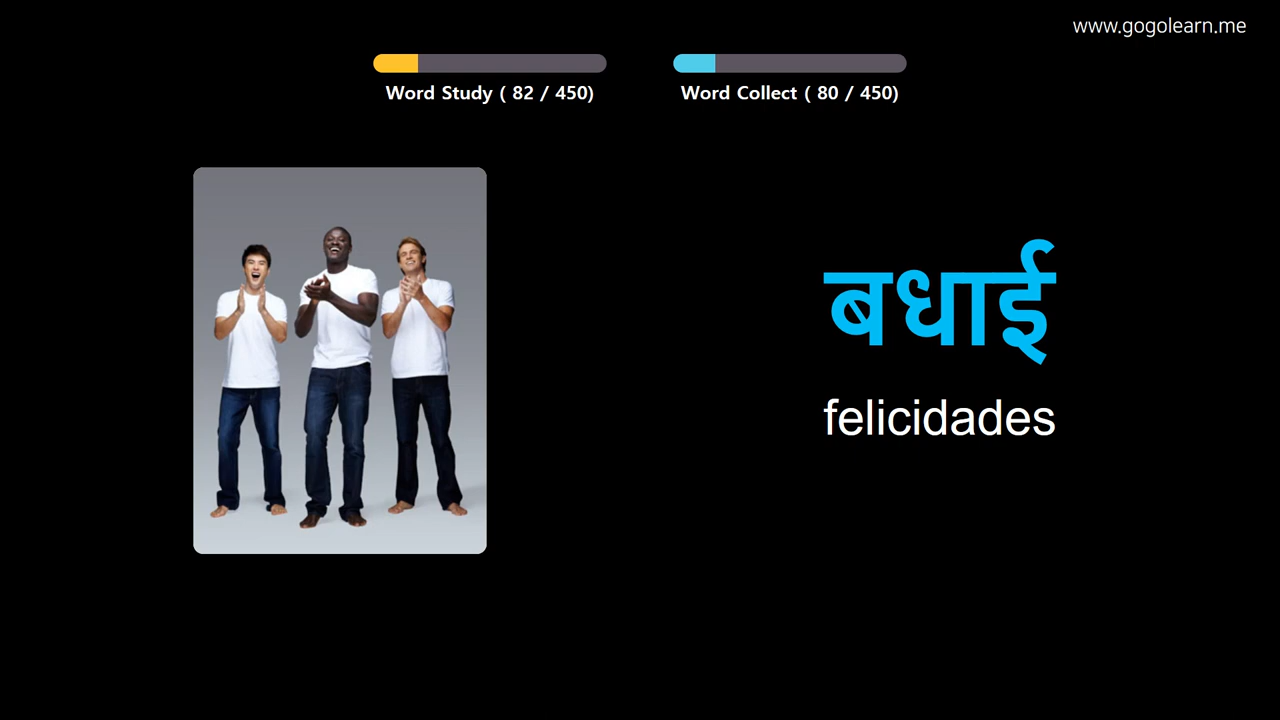 www.gogolearn.me
Word Study ( 82 / 450)
Word Collect ( 80 / 450)
बधाई
felicidades